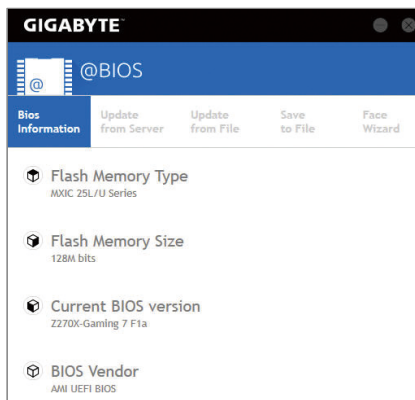 GIGABYTE™
@
@BIOS
Bios Information
Update from Server
Update from File
Save to File
Face Wizard
Flash Memory Type
MXIC 25L/U Series
Flash Memory Size
128M bits
Current BIOS version
Z270X-Gaming 7 F1a
BIOS Vendor
AMI UEFI BIOS